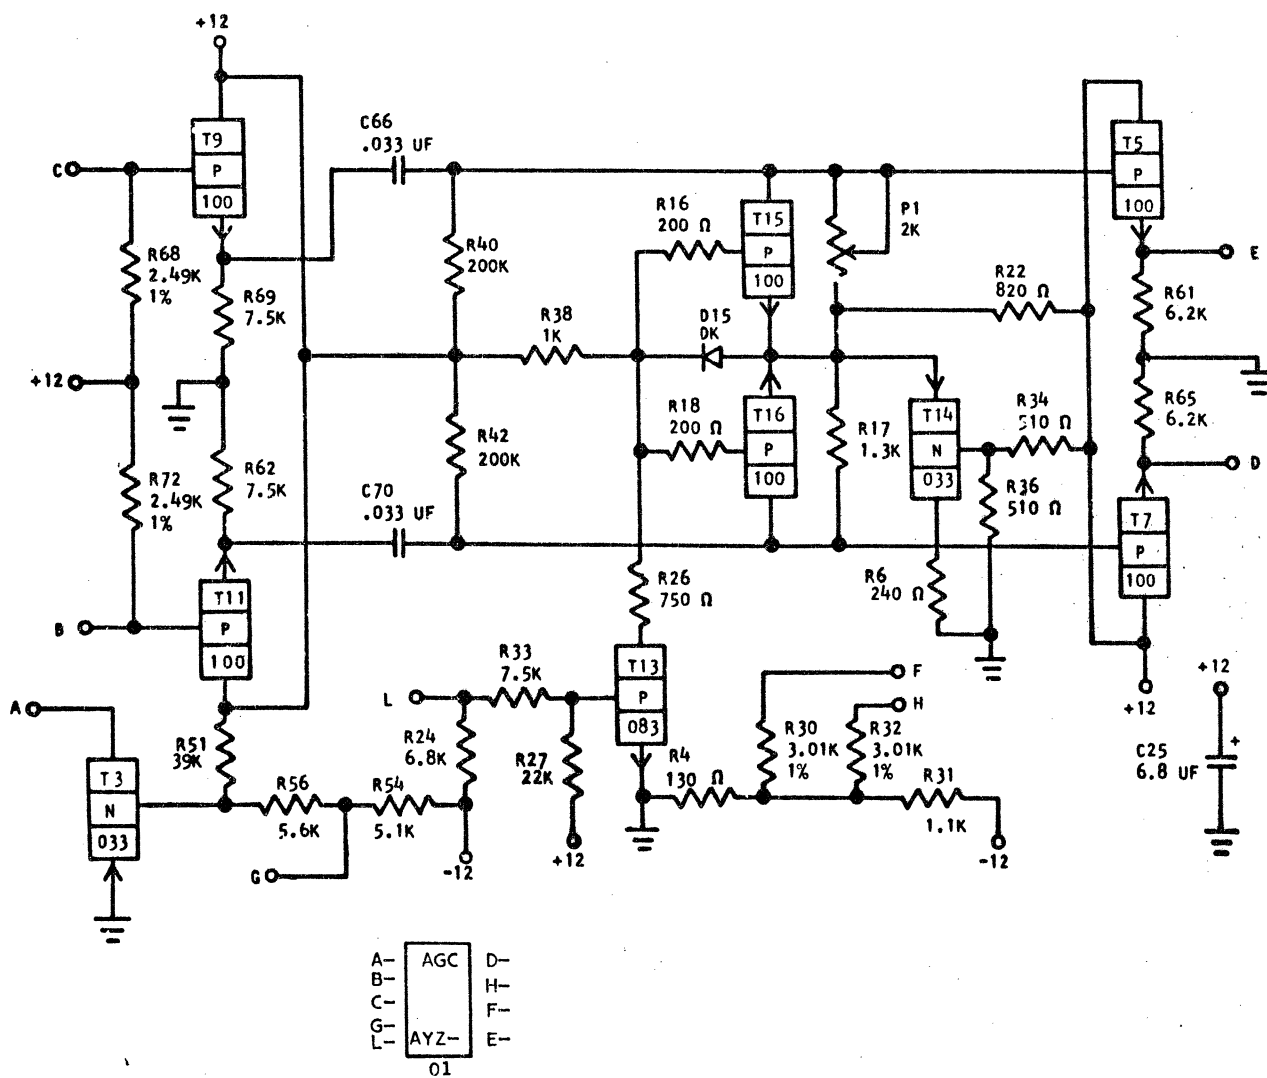 +12
T9
P
100
C
R68
2.49K
1%
R69
7.5K
+12
R72
2.49K
1%
R62
7.5K
T11
P
100
B
A
T3
N
033
R51
39K
R56
5.6K
R54
5.1K
G
-12
C66
.033 UF
R40
200K
R42
200K
C70
.033 UF
R38
1K
R16
200 Ω
T15
P
100
D15
DK
R18
200 Ω
T16
P
100
P1
2K
R22
820 Ω
R17
1.3K
T14
N
033
R34
510 Ω
R36
510 Ω
R6
240 Ω
T5
P
100
E
R61
6.2K
R65
6.2K
D
T7
P
100
+12
R26
750 Ω
L
R33
7.5K
R24
6.8K
R27
22K
+12
T13
P
083
R4
130 Ω
F
H
R30
3.01K
1%
R32
3.01K
1%
R31
1.1K
-12
+12
+
C25
6.8 UF
A- AGC D-
B- H-
C- F-
G-
L- AYZ- E-
01